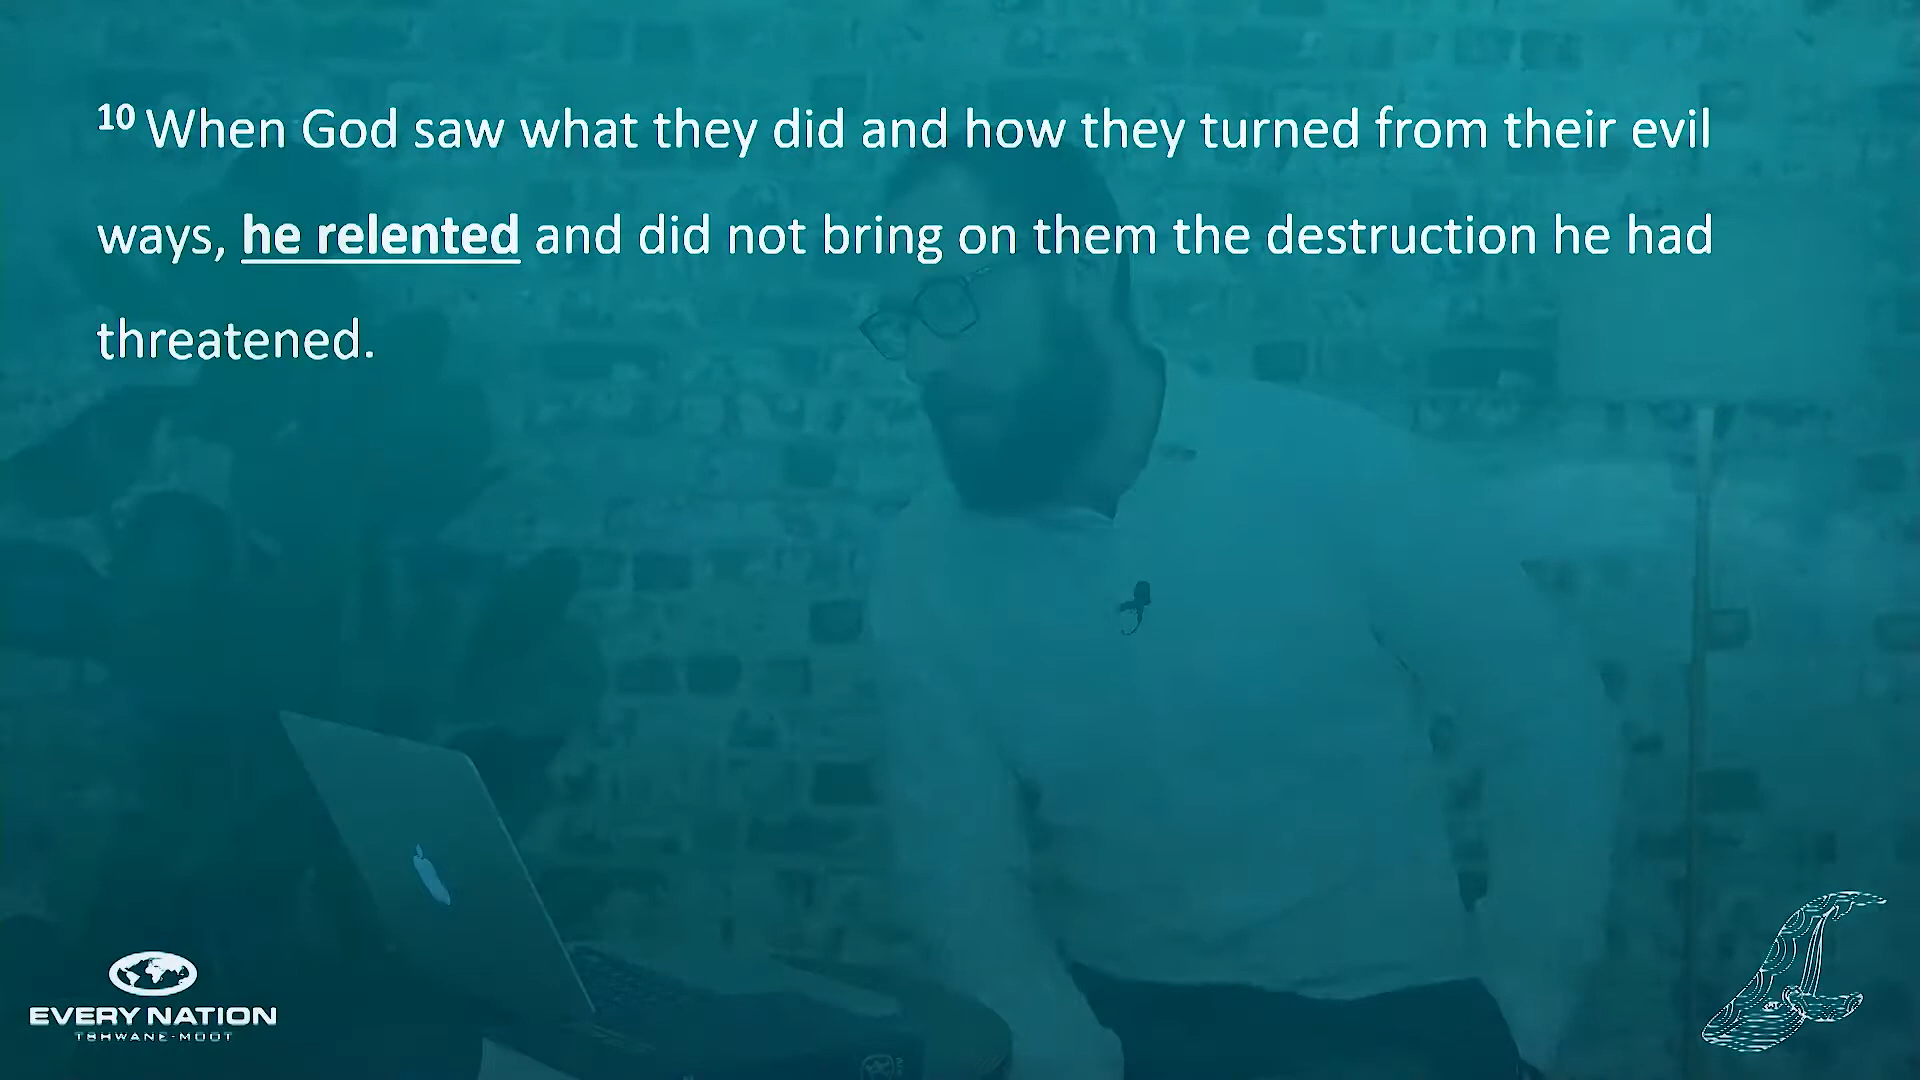 10 When God saw what they did and how they turned from their evil
ways, he relented and did not bring on them the destruction he had
threatened.
EVERY NATION
TSHWANE-MOOT